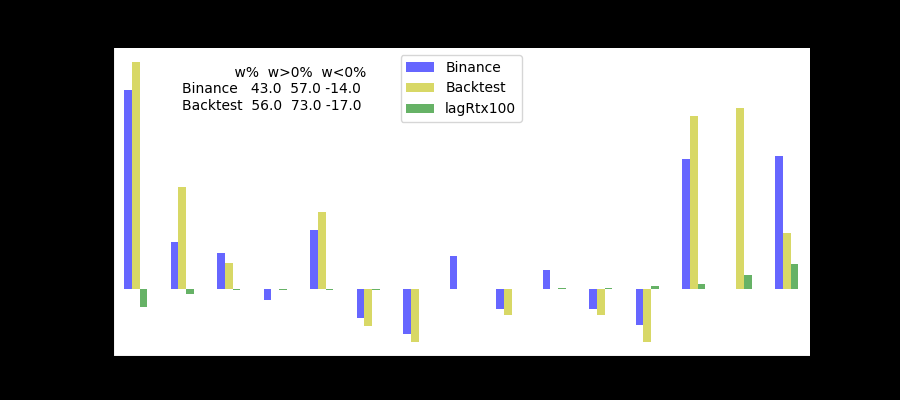 w%  w>0%  w<0%
Binance   43.0  57.0 -14.0
Backtest  56.0  73.0 -17.0
Binance
Backtest
lagRtx100